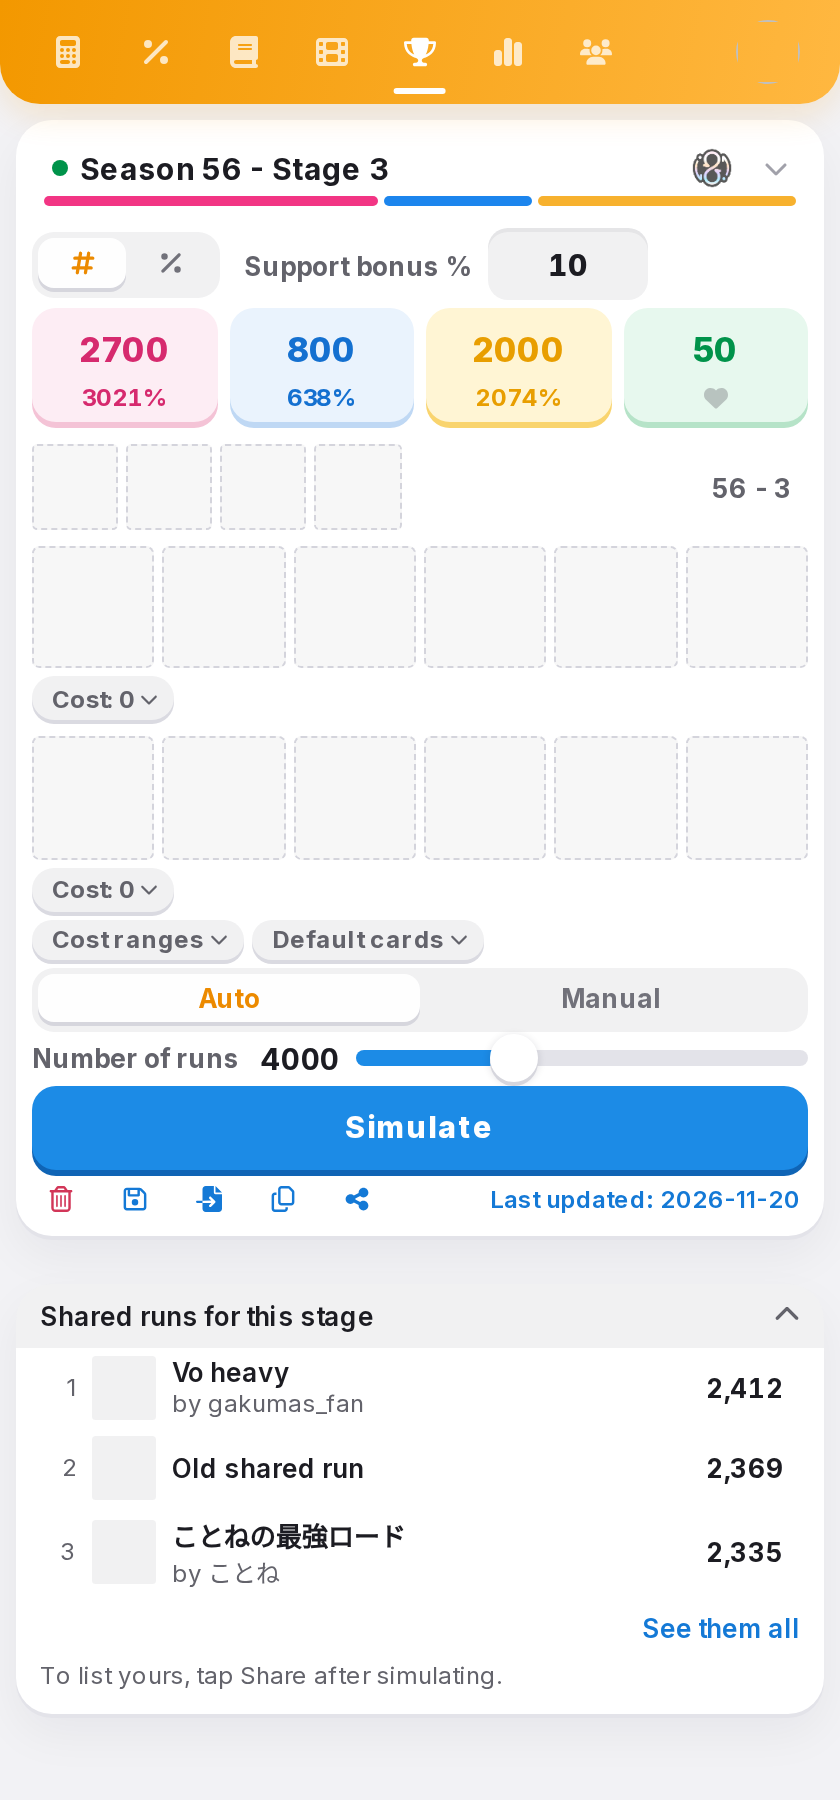 Season 56 - Stage 3
# % Support bonus % 10
2700 800 2000 50
3021% 638% 2074%
56 - 3
Cost: 0
Cost: 0
Cost ranges Default cards
Auto Manual
Number of runs 4000
Simulate
Last updated: 2026-11-20
Shared runs for this stage
1 Vo heavy 2,412
by gakumas_fan
2 Old shared run 2,369
3 ことねの最強ロード 2,335
by ことね
See them all
To list yours, tap Share after simulating.